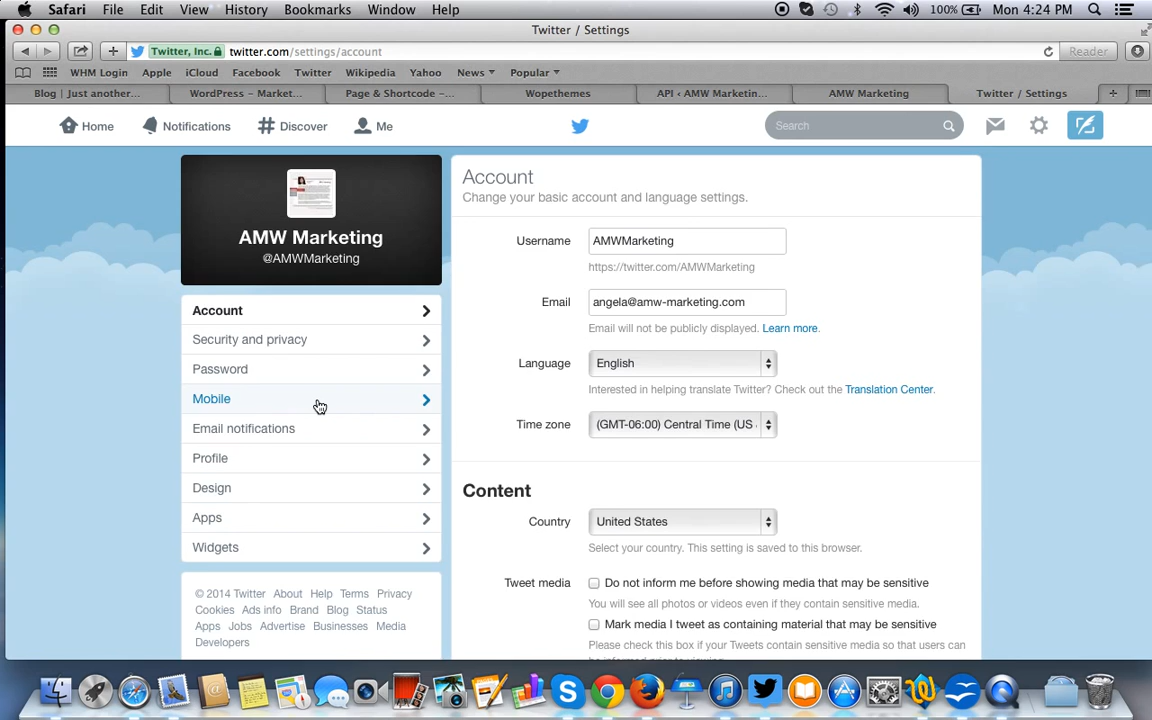 Safari File Edit View History Bookmarks Window Help 100% Mon 4:24 PM
Twitter / Settings
Twitter, Inc. twitter.com/settings/account Reader
WHM Login Apple iCloud Facebook Twitter Wikipedia Yahoo News Popular
Blog | Just another... WordPress – Market... Page & Shortcode –... Wopethemes API ‹ AMW Marketin... AMW Marketing Twitter / Settings
Home Notifications Discover Me Search
AMW Marketing
@AMWMarketing
Account
Security and privacy
Password
Mobile
Email notifications
Profile
Design
Apps
Widgets
© 2014 Twitter About Help Terms Privacy
Cookies Ads info Brand Blog Status
Apps Jobs Advertise Businesses Media
Developers
Account
Change your basic account and language settings.
Username AMWMarketing
https://twitter.com/AMWMarketing
Email angela@amw-marketing.com
Email will not be publicly displayed. Learn more.
Language English
Interested in helping translate Twitter? Check out the Translation Center.
Time zone (GMT-06:00) Central Time (US
Content
Country United States
Select your country. This setting is saved to this browser.
Tweet media Do not inform me before showing media that may be sensitive
You will see all photos or videos even if they contain sensitive media.
Mark media I tweet as containing material that may be sensitive
Please check this box if your Tweets contain sensitive media so that users can